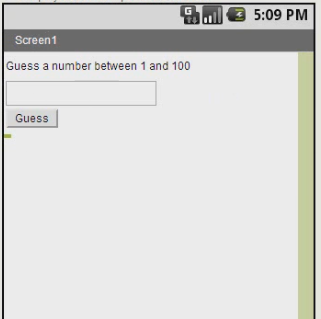 5:09 PM
Screen1
Guess a number between 1 and 100
Guess